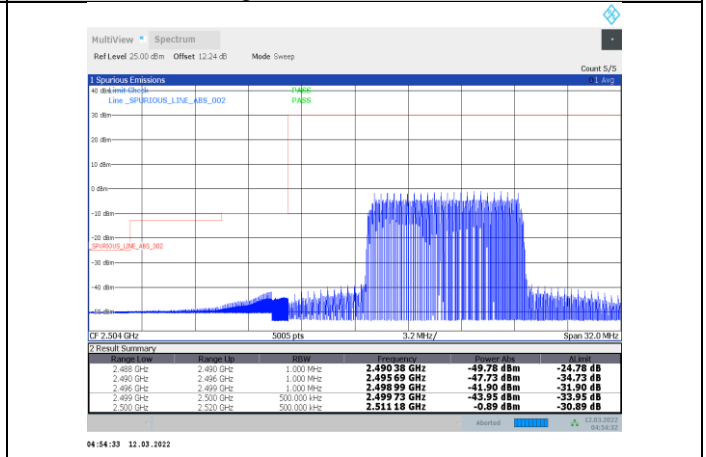 MultiView Spectrum
Ref Level 25.00 dBm Offset 12.24 dB Mode Sweep
Count 5/5
1 Spurious Emissions 1 Avg
40 dBm Limit Check PASS
Line _SPURIOUS_LINE_ABS_002 PASS
30 dBm
20 dBm
10 dBm
0 dBm
-10 dBm
-20 dBm
_SPURIOUS_LINE_ABS_002
-30 dBm
-40 dBm
-50 dBm
CF 2.504 GHz 5005 pts 3.2 MHz/ Span 32.0 MHz
2 Result Summary
Range Low Range Up RBW Frequency Power Abs ΔLimit
2.488 GHz 2.490 GHz 1.000 MHz 2.490 38 GHz -49.78 dBm -24.78 dB
2.490 GHz 2.496 GHz 1.000 MHz 2.495 69 GHz -47.73 dBm -34.73 dB
2.496 GHz 2.499 GHz 1.000 MHz 2.498 99 GHz -41.90 dBm -31.90 dB
2.499 GHz 2.500 GHz 500.000 kHz 2.499 73 GHz -43.95 dBm -33.95 dB
2.500 GHz 2.520 GHz 500.000 kHz 2.511 18 GHz -0.89 dBm -30.89 dB
Aborted 12.03.2022
04:54:32
04:54:33 12.03.2022